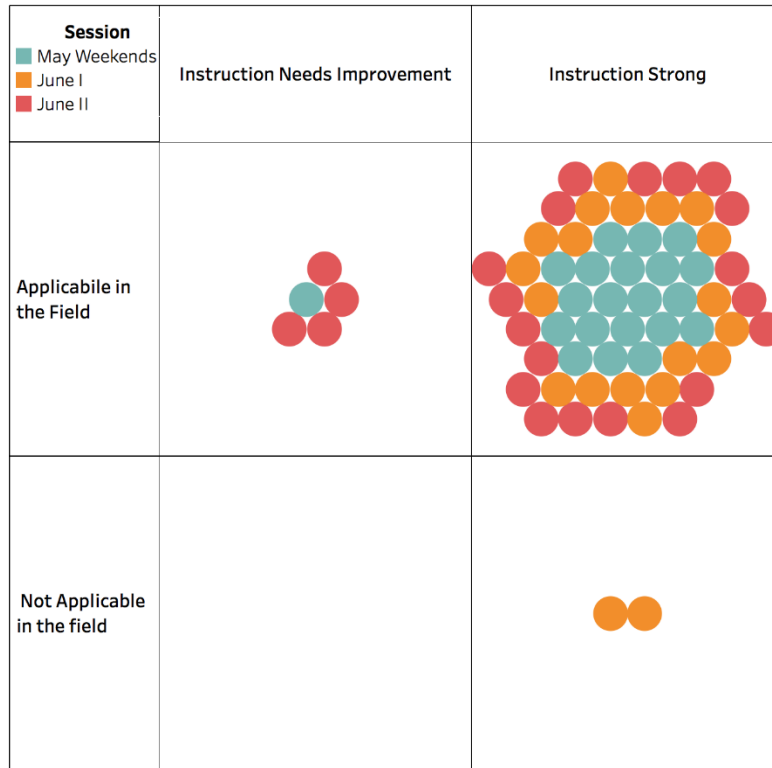 Session
May Weekends
June I
June II
Instruction Needs Improvement
Instruction Strong
Applicabile in
the Field
Not Applicable
in the field